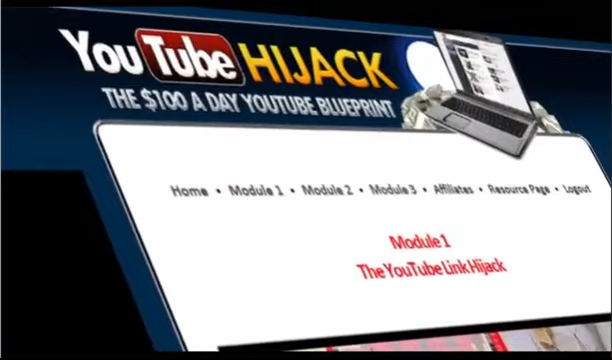 YouTube HIJACK
THE $100 A DAY YOUTUBE BLUEPRINT
Home • Module 1 • Module 2 • Module 3 • Affiliates • Resource Page • Logout
Module 1
The YouTube Link Hijack